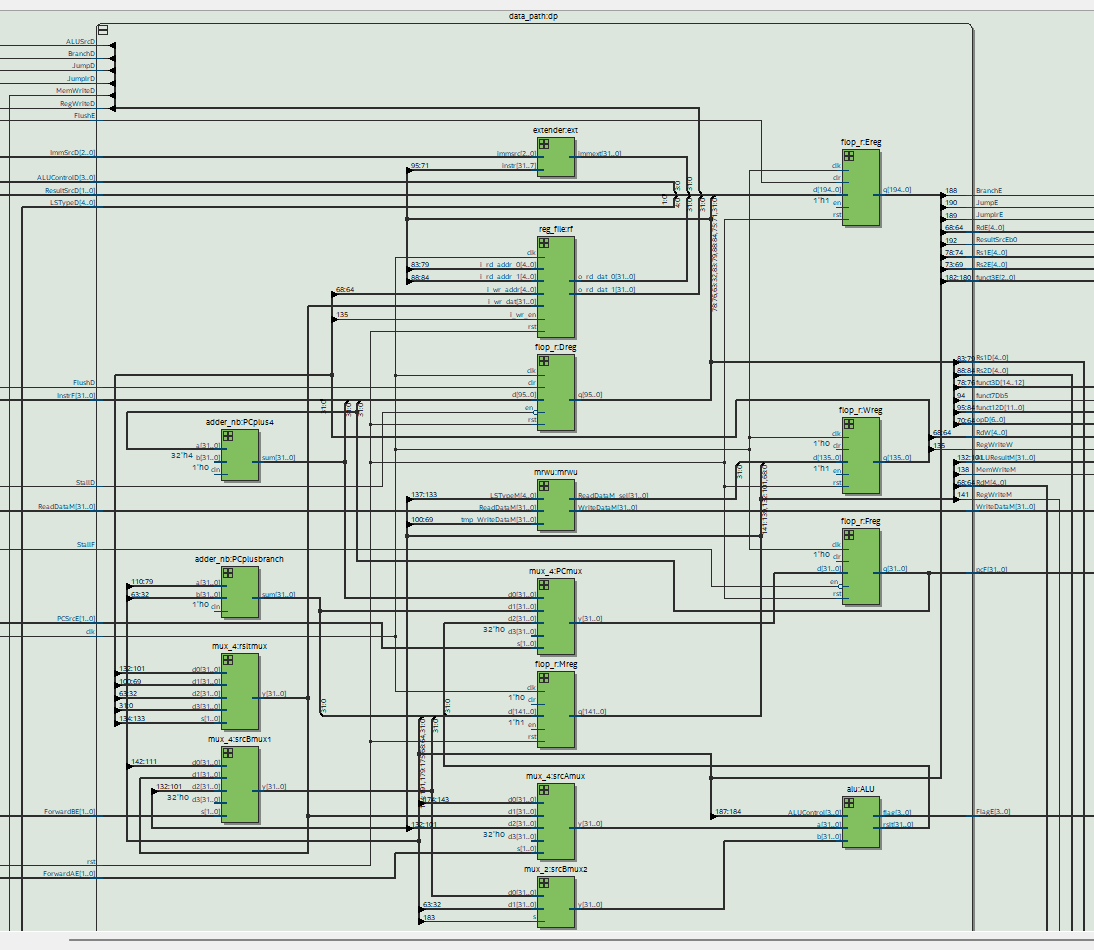 data_path:dp
ALUSrcD
BranchD
JumpD
JumpIrD
MemWriteD
RegWriteD
FlushE
ImmSrcD[2..0]
ALUControlD[3..0]
ResultSrcD[1..0]
LSTypeD[4..0]
FlushD
InstrF[31..0]
StallD
ReadDataM[31..0]
StallF
PCSrcE[1..0]
clk
ForwardBE[1..0]
rst
ForwardAE[1..0]
extender:ext
immsrc[2..0]
immext[31..0]
95:71
instr[31..7]
reg_file:rf
clk
83:79
i_rd_addr_0[4..0]
o_rd_dat_0[31..0]
88:84
i_rd_addr_1[4..0]
o_rd_dat_1[31..0]
68:64
i_wr_addr[4..0]
i_wr_dat[31..0]
135
i_wr_en
rst
flop_r:Dreg
clk
clr
d[95..0]
q[95..0]
en
rst
adder_nb:PCplus4
a[31..0]
32'h4
b[31..0]
sum[31..0]
1'h0
cin
mrwu:mrwu
137:133
LSTypeM[4..0]
ReadDataM_sel[31..0]
ReadDataM[31..0]
WriteDataM[31..0]
100:69
tmp_WriteDataM[31..0]
adder_nb:PCplusbranch
110:79
a[31..0]
63:32
b[31..0]
sum[31..0]
1'h0
cin
mux_4:PCmux
d0[31..0]
d1[31..0]
d2[31..0]
y[31..0]
32'h0
d3[31..0]
s[1..0]
mux_4:rsltmux
132:101
d0[31..0]
100:69
d1[31..0]
63:32
d2[31..0]
y[31..0]
31:0
d3[31..0]
134:133
s[1..0]
flop_r:Mreg
clk
1'h0
clr
d[141..0]
q[141..0]
1'h1
en
rst
mux_4:srcBmux1
142:111
d0[31..0]
d1[31..0]
132:101
d2[31..0]
y[31..0]
32'h0
d3[31..0]
s[1..0]
mux_4:srcAmux
174:143
d0[31..0]
d1[31..0]
132:101
d2[31..0]
y[31..0]
32'h0
d3[31..0]
s[1..0]
mux_2:srcBmux2
d0[31..0]
63:32
d1[31..0]
y[31..0]
183
s
flop_r:Ereg
clk
clr
d[194..0]
q[194..0]
1'h1
en
rst
flop_r:Wreg
clk
1'h0
clr
d[135..0]
q[135..0]
1'h1
en
rst
flop_r:Freg
clk
1'h0
clr
d[31..0]
q[31..0]
en
rst
alu:ALU
187:184
ALUControl[3..0]
flag[3..0]
a[31..0]
rslt[31..0]
b[31..0]
188
BranchE
190
JumpE
189
JumpIrE
68:64
RdE[4..0]
192
ResultSrcEb0
78:74
Rs1E[4..0]
73:69
Rs2E[4..0]
182:180
funct3E[2..0]
83:79
Rs1D[4..0]
88:84
Rs2D[4..0]
78:76
funct3D[14..12]
94
funct7Db5
95:84
funct12D[11..0]
70:64
opD[6..0]
68:64
RdW[4..0]
135
RegWriteW
132:101
ALUResultM[31..0]
138
MemWriteM
68:64
RdM[4..0]
141
RegWriteM
WriteDataM[31..0]
pcF[31..0]
FlagE[3..0]